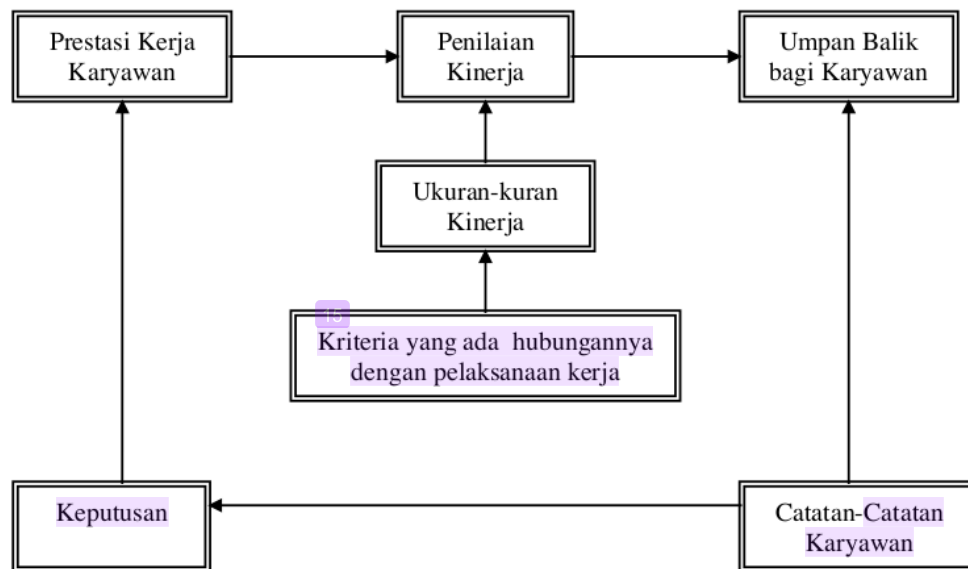 Prestasi Kerja
Karyawan
Penilaian
Kinerja
Umpan Balik
bagi Karyawan
Ukuran-kuran
Kinerja
15
Kriteria yang ada hubungannya
dengan pelaksanaan kerja
Keputusan
Catatan-Catatan
Karyawan